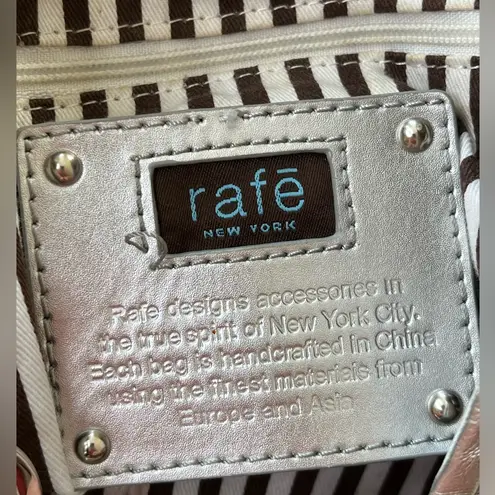 rafē
NEW YORK
Rafe designs accessories in
the true spirit of New York City.
Each bag is handcrafted in China
using the finest materials from
Europe and Asia